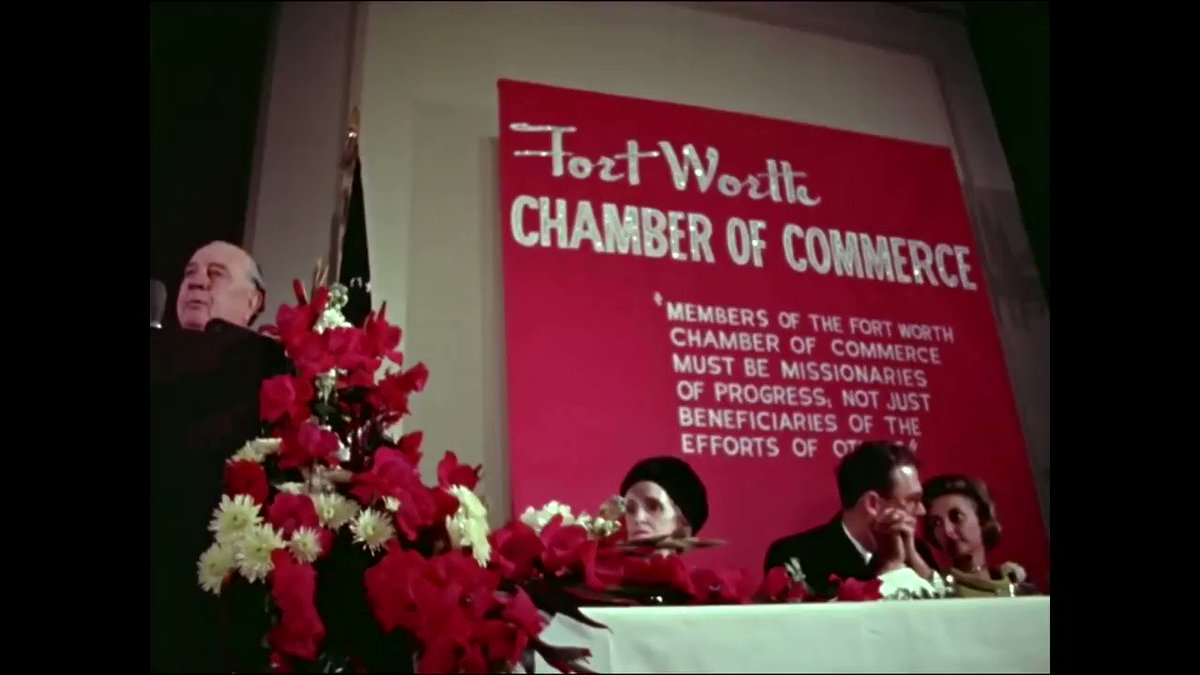 Fort Worth
CHAMBER OF COMMERCE
"MEMBERS OF THE FORT WORTH
CHAMBER OF COMMERCE
MUST BE MISSIONARIES
OF PROGRESS, NOT JUST
BENEFICIARIES OF THE
EFFORTS OF